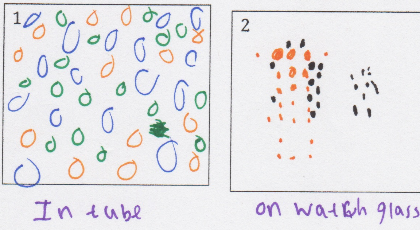 1
2
In tube
on watch glass